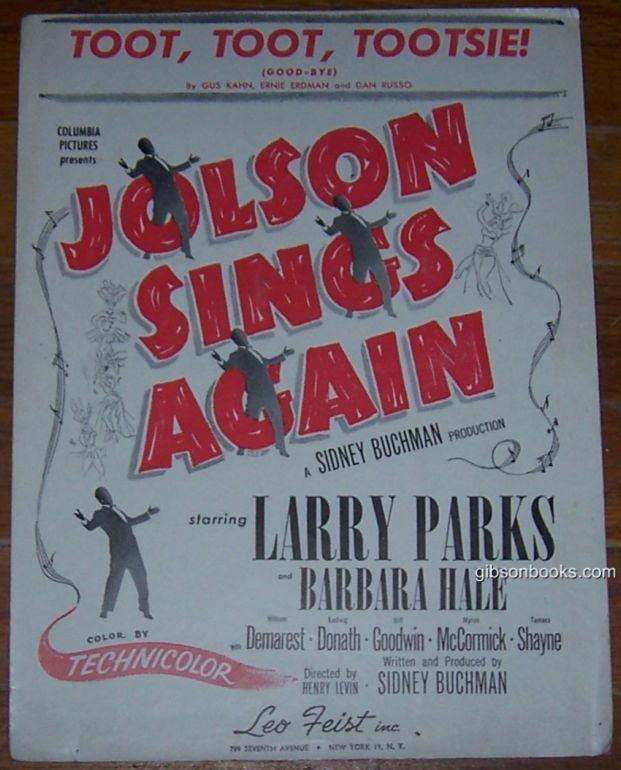 TOOT, TOOT, TOOTSIE!
(GOOD-BYE)
By GUS KAHN, ERNIE ERDMAN and DAN RUSSO
COLUMBIA
PICTURES
presents
JOLSON
SINGS
AGAIN
A SIDNEY BUCHMAN PRODUCTION
starring LARRY PARKS
and BARBARA HALE
gibsonbooks.com
William Ludwig Bill Myron Tamara
with Demarest · Donath · Goodwin · McCormick · Shayne
COLOR BY
TECHNICOLOR
Written and Produced by
Directed by
HENRY LEVIN · SIDNEY BUCHMAN
Leo Feist inc.
799 SEVENTH AVENUE • NEW YORK 19, N. Y.